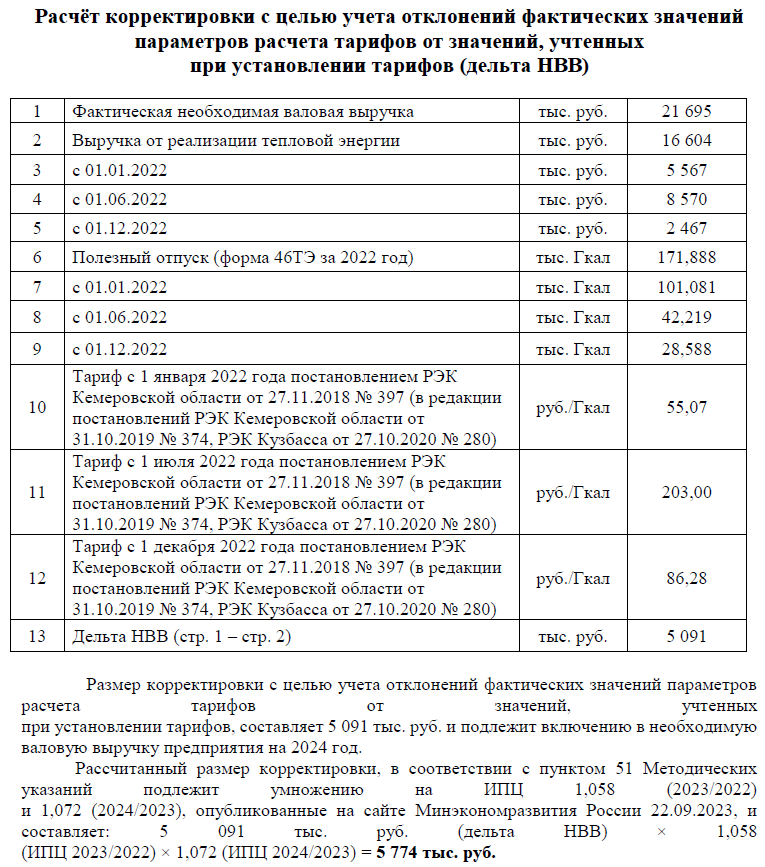 Расчёт корректировки с целью учета отклонений фактических значений
параметров расчета тарифов от значений, учтенных
при установлении тарифов (дельта НВВ)
1 Фактическая необходимая валовая выручка тыс. руб. 21 695
2 Выручка от реализации тепловой энергии тыс. руб. 16 604
3 с 01.01.2022 тыс. руб. 5 567
4 с 01.06.2022 тыс. руб. 8 570
5 с 01.12.2022 тыс. руб. 2 467
6 Полезный отпуск (форма 46ТЭ за 2022 год) тыс. Гкал 171,888
7 с 01.01.2022 тыс. Гкал 101,081
8 с 01.06.2022 тыс. Гкал 42,219
9 с 01.12.2022 тыс. Гкал 28,588
Тариф с 1 января 2022 года постановлением РЭК
Кемеровской области от 27.11.2018 № 397 (в редакции
10 постановлений РЭК Кемеровской области от руб./Гкал 55,07
31.10.2019 № 374, РЭК Кузбасса от 27.10.2020 № 280)
Тариф с 1 июля 2022 года постановлением РЭК
Кемеровской области от 27.11.2018 № 397 (в редакции
11 постановлений РЭК Кемеровской области от руб./Гкал 203,00
31.10.2019 № 374, РЭК Кузбасса от 27.10.2020 № 280)
Тариф с 1 декабря 2022 года постановлением РЭК
Кемеровской области от 27.11.2018 № 397 (в редакции
12 постановлений РЭК Кемеровской области от руб./Гкал 86,28
31.10.2019 № 374, РЭК Кузбасса от 27.10.2020 № 280)
13 Дельта НВВ (стр. 1 – стр. 2) тыс. руб. 5 091
Размер корректировки с целью учета отклонений фактических значений параметров
расчета тарифов от значений, учтенных
при установлении тарифов, составляет 5 091 тыс. руб. и подлежит включению в необходимую
валовую выручку предприятия на 2024 год.
Рассчитанный размер корректировки, в соответствии с пунктом 51 Методических
указаний подлежит умножению на ИПЦ 1,058 (2023/2022)
и 1,072 (2024/2023), опубликованные на сайте Минэкономразвития России 22.09.2023, и
составляет: 5 091 тыс. руб. (дельта НВВ) × 1,058
(ИПЦ 2023/2022) × 1,072 (ИПЦ 2024/2023) = 5 774 тыс. руб.